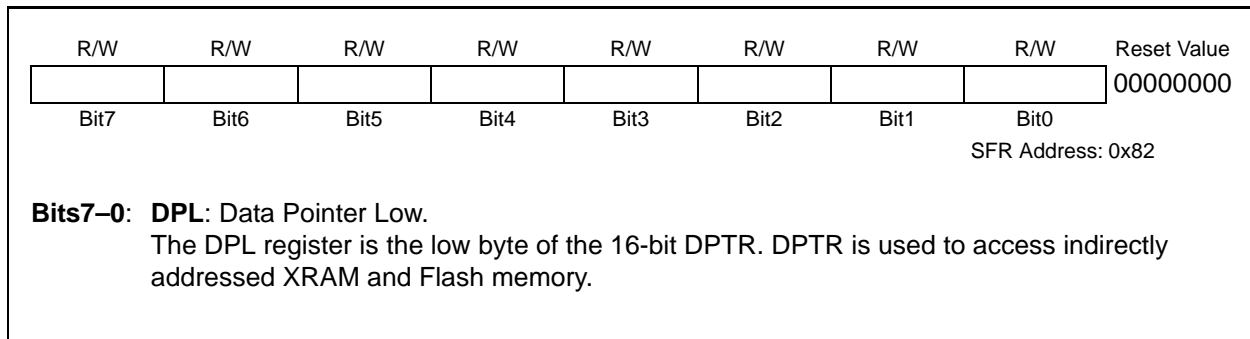 R/W R/W R/W R/W R/W R/W R/W R/W Reset Value
00000000
Bit7 Bit6 Bit5 Bit4 Bit3 Bit2 Bit1 Bit0
SFR Address: 0x82
Bits7–0: DPL: Data Pointer Low.
The DPL register is the low byte of the 16-bit DPTR. DPTR is used to access indirectly
addressed XRAM and Flash memory.